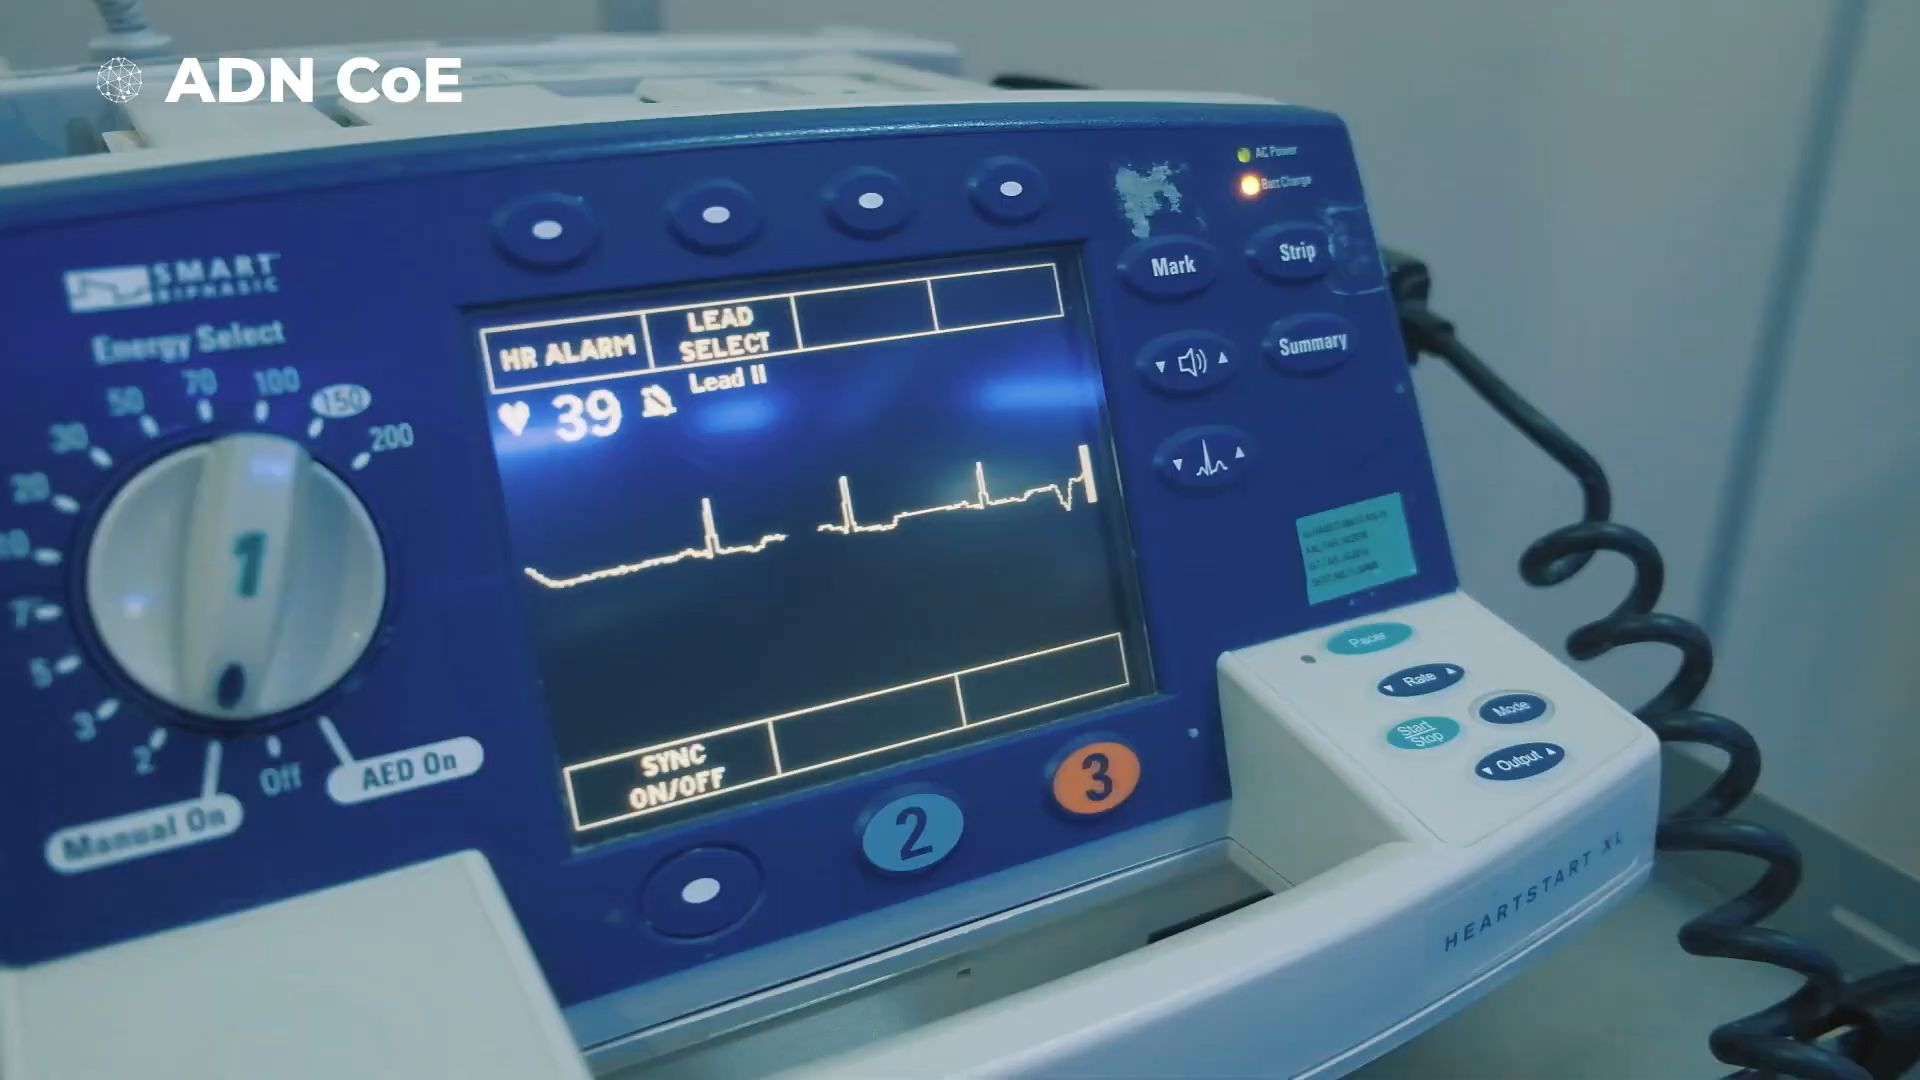 ADN CoE
AC Power
Batt Charge
SMART
BIPHASIC
Energy Select
Mark
Strip
Summary
HR ALARM
LEAD
SELECT
39
Lead II
1
2
3
5
7
10
20
30
50
70
100
150
200
Manual On
Off
AED On
SYNC
ON/OFF
2
3
Pacer
Rate
Start
Stop
Mode
Output
HEARTSTART XL